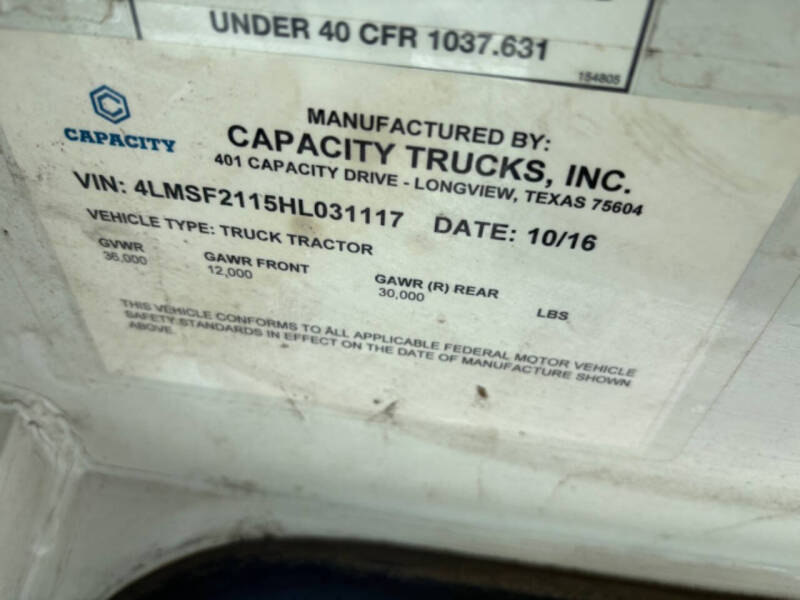 UNDER 40 CFR 1037.631
154805
CAPACITY
MANUFACTURED BY:
CAPACITY TRUCKS, INC.
401 CAPACITY DRIVE - LONGVIEW, TEXAS 75604
VIN: 4LMSF2115HL031117 DATE: 10/16
VEHICLE TYPE: TRUCK TRACTOR
GVWR GAWR FRONT GAWR (R) REAR
36,000 12,000 30,000 LBS
THIS VEHICLE CONFORMS TO ALL APPLICABLE FEDERAL MOTOR VEHICLE
SAFETY STANDARDS IN EFFECT ON THE DATE OF MANUFACTURE SHOWN
ABOVE.